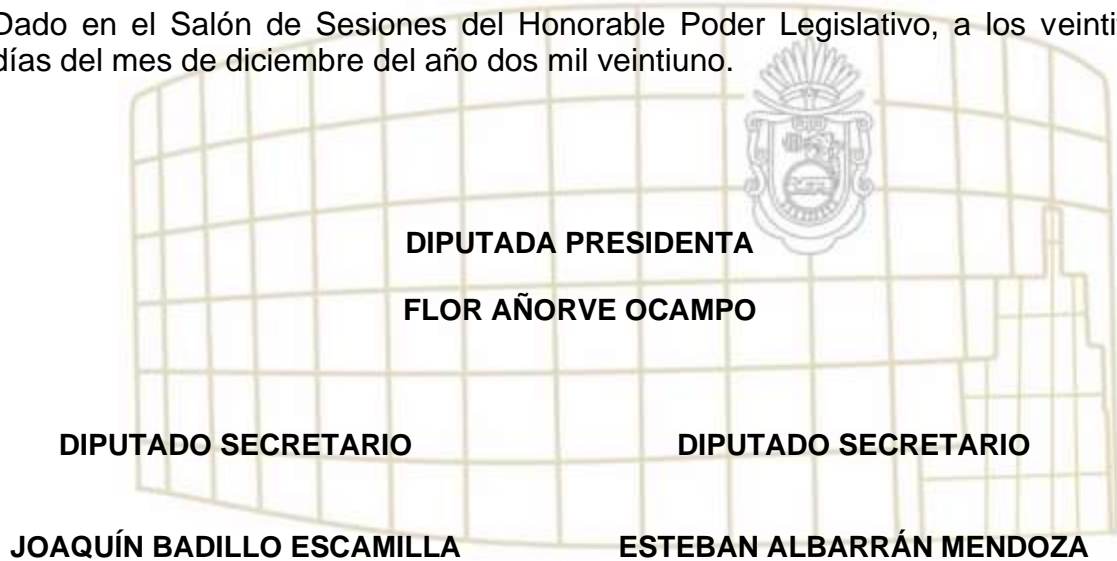 Dado en el Salón de Sesiones del Honorable Poder Legislativo, a los
días del mes de diciembre del año dos mil veintiuno.
DIPUTADA PRESIDENTA
FLOR AÑORVE OCAMPO
DIPUTADO SECRETARIO DIPUTADO SECRETARIO
JOAQUÍN BADILLO ESCAMILLA ESTEBAN ALBARRÁN MENDOZA